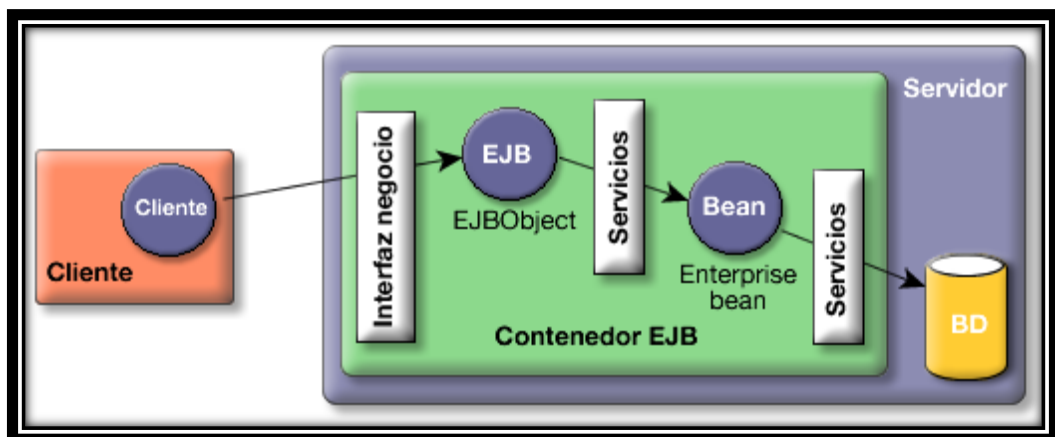 Servidor
Interfaz negocio
EJB
EJBObject
Servicios
Bean
Enterprise
bean
Servicios
BD
Cliente
Cliente
Contenedor EJB